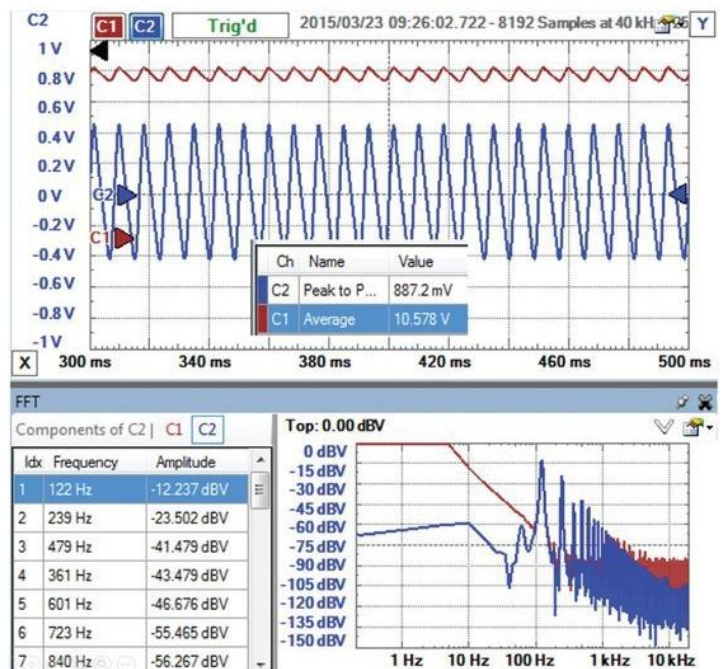 C2 C1 C2 Trig'd 2015/03/23 09:26:02.722 - 8192 Samples at 40 kH Y
1 V
0.8 V
0.6 V
0.4 V
0.2 V
0 V
-0.2 V
-0.4 V
-0.6 V
-0.8 V
-1 V
C2
C1
Ch Name Value
C2 Peak to P... 887.2 mV
C1 Average 10.578 V
X 300 ms 340 ms 380 ms 420 ms 460 ms 500 ms
FFT
Components of C2 | C1 C2
Idx Frequency Amplitude
1 122 Hz -12.237 dBV
2 239 Hz -23.502 dBV
3 479 Hz -41.479 dBV
4 361 Hz -43.479 dBV
5 601 Hz -46.676 dBV
6 723 Hz -55.465 dBV
7 840 Hz -56.267 dBV
Top: 0.00 dBV
0 dBV
-15 dBV
-30 dBV
-45 dBV
-60 dBV
-75 dBV
-90 dBV
-105 dBV
-120 dBV
-135 dBV
-150 dBV
1 Hz 10 Hz 100 Hz 1 kHz 10 kHz